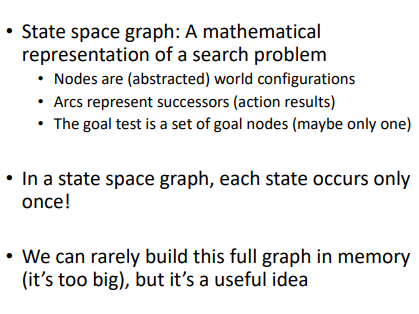 • State space graph: A mathematical
representation of a search problem
• Nodes are (abstracted) world configurations
• Arcs represent successors (action results)
• The goal test is a set of goal nodes (maybe only one)
• In a state space graph, each state occurs only
once!
• We can rarely build this full graph in memory
(it’s too big), but it’s a useful idea